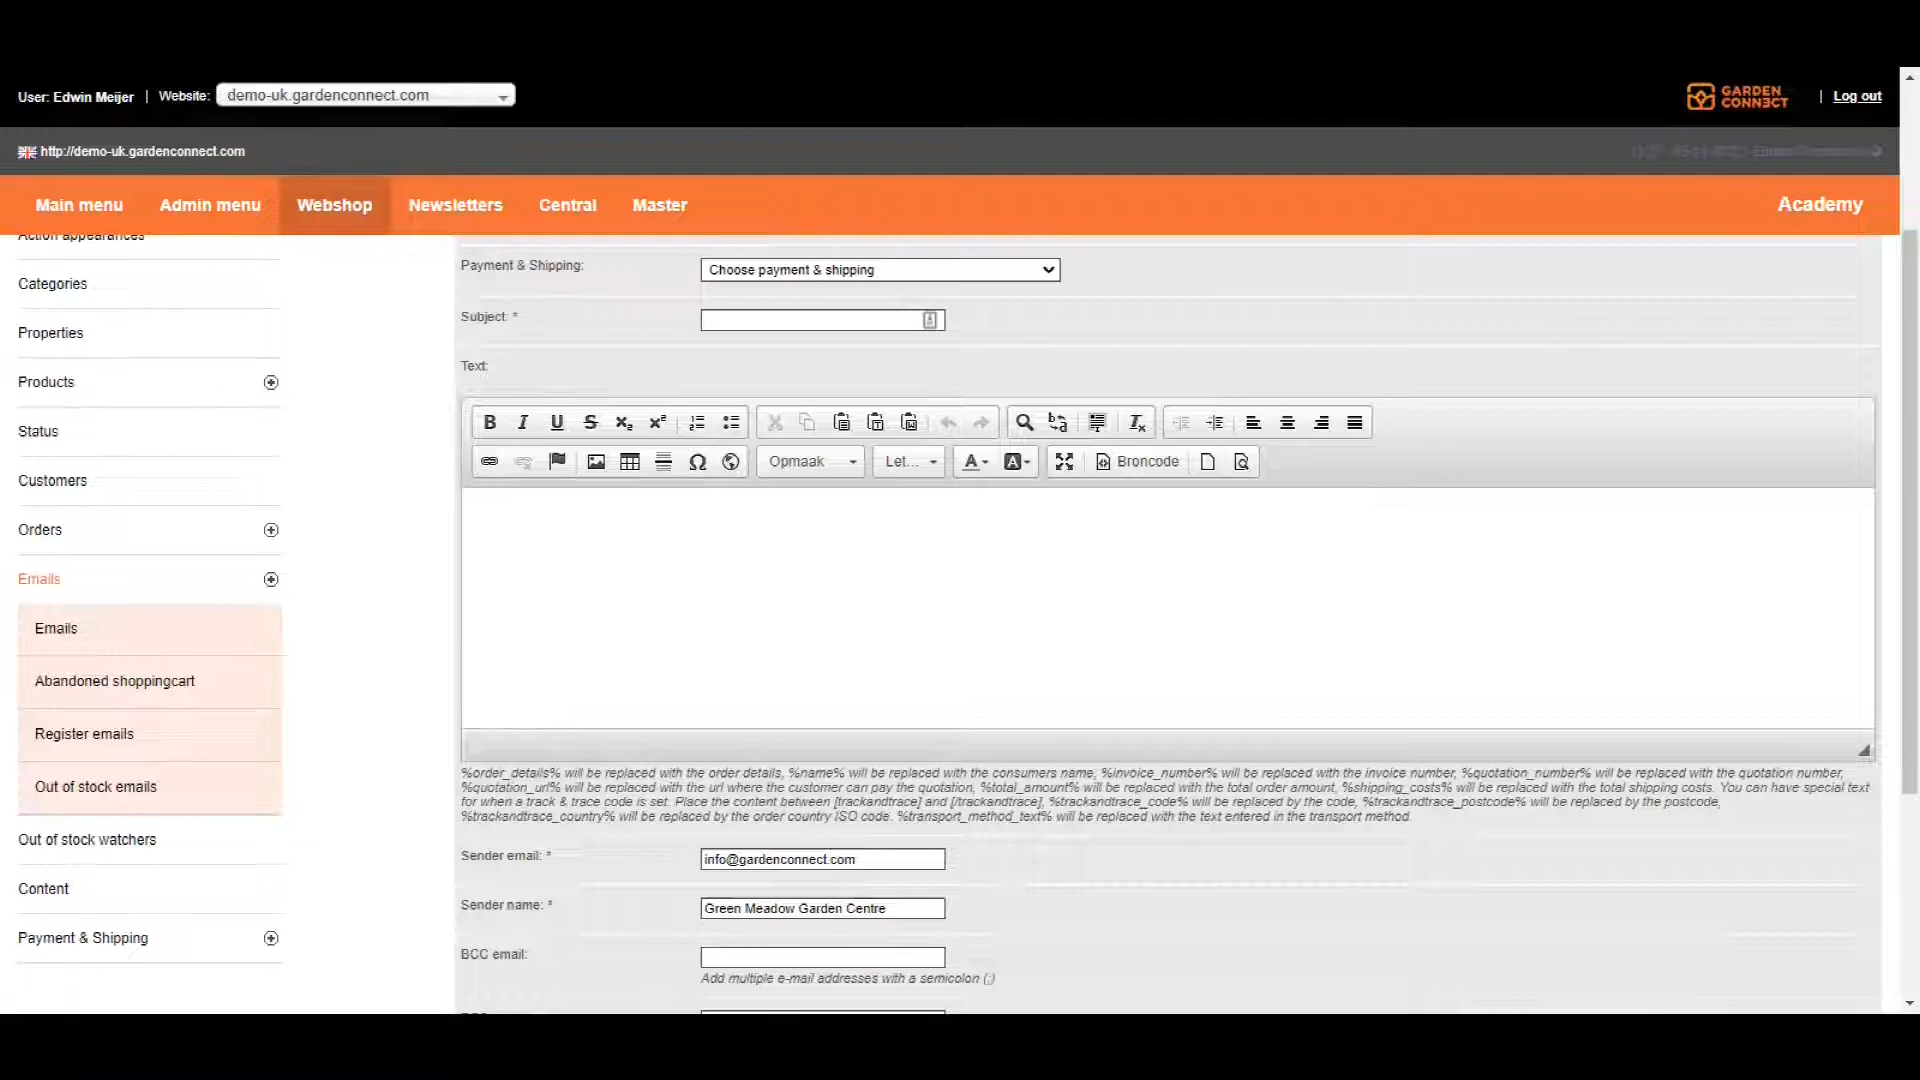 User: Edwin Meijer | Website: demo-uk.gardenconnect.com
GARDEN
CONNECT
| Log out
http://demo-uk.gardenconnect.com
Main menu Admin menu Webshop Newsletters Central Master Academy
Action appearances
Categories
Properties
Products
Status
Customers
Orders
Emails
Emails
Abandoned shoppingcart
Register emails
Out of stock emails
Out of stock watchers
Content
Payment & Shipping
Payment & Shipping: Choose payment & shipping
Subject: *
Text:
Opmaak Let... Broncode
%order_details% will be replaced with the order details, %name% will be replaced with the consumers name, %invoice_number% will be replaced with the invoice number, %quotation_number% will be replaced with the quotation number,
%quotation_url% will be replaced with the url where the customer can pay the quotation, %total_amount% will be replaced with the total order amount, %shipping_costs% will be replaced with the total shipping costs. You can have special text
for when a track & trace code is set. Place the content between [trackandtrace] and [/trackandtrace], %trackandtrace_code% will be replaced by the code, %trackandtrace_postcode% will be replaced by the postcode,
%trackandtrace_country% will be replaced by the order country ISO code. %transport_method_text% will be replaced with the text entered in the transport method.
Sender email: * info@gardenconnect.com
Sender name: * Green Meadow Garden Centre
BCC email:
Add multiple e-mail addresses with a semicolon (;)